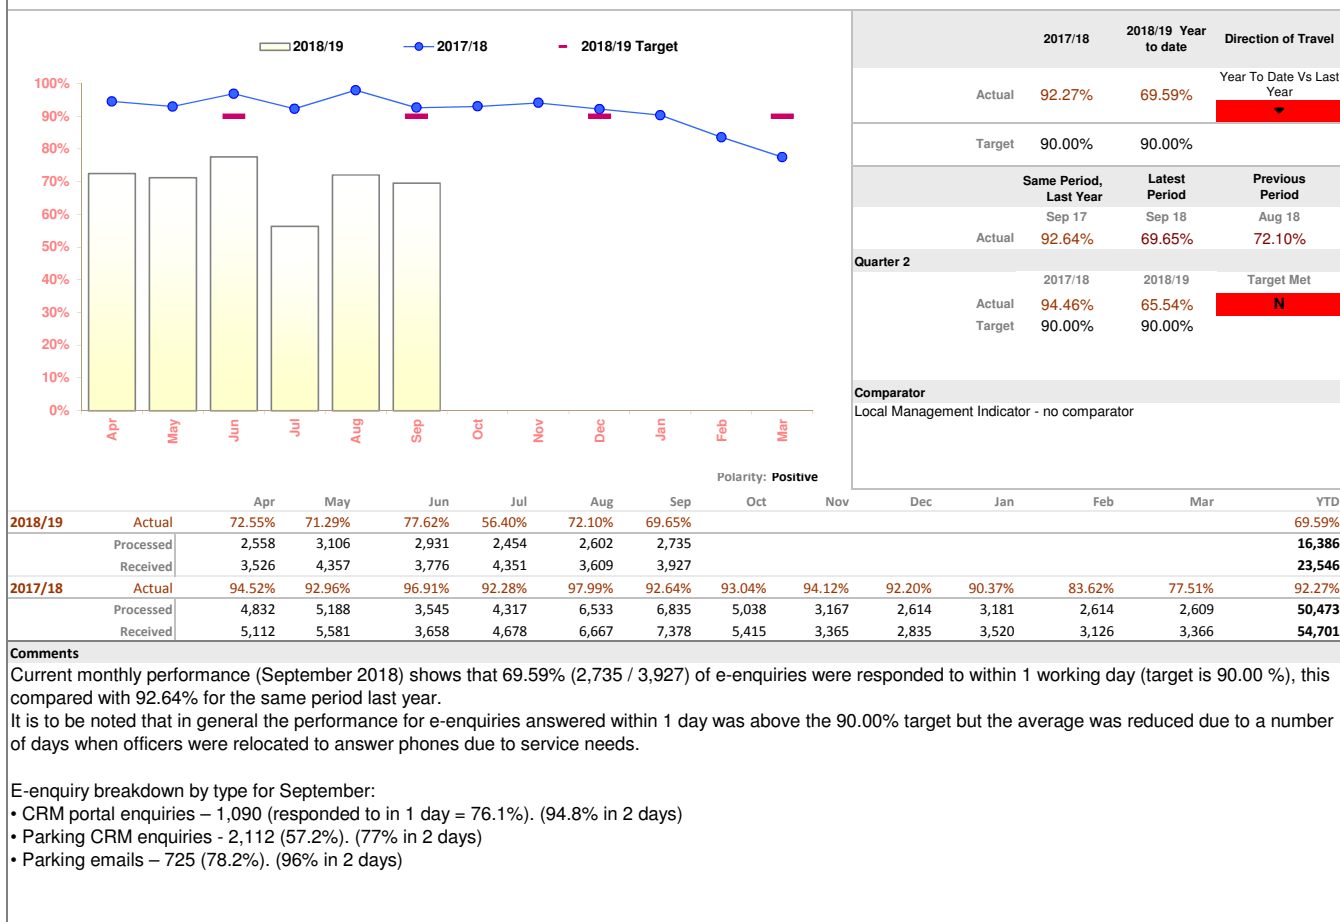 2018/19 2017/18 2018/19 Target
100%
90%
80%
70%
60%
50%
40%
30%
20%
10%
0%
Apr May Jun Jul Aug Sep Oct Nov Dec Jan Feb Mar
Polarity: Positive
2017/18 2018/19 Year to date Direction of Travel
Year To Date Vs Last Year
Actual 92.27% 69.59%
Target 90.00% 90.00%
Same Period, Last Year Latest Period Previous Period
Sep 17 Sep 18 Aug 18
Actual 92.64% 69.65% 72.10%
Quarter 2
2017/18 2018/19 Target Met
Actual 94.46% 65.54% N
Target 90.00% 90.00%
Comparator
Local Management Indicator - no comparator
Apr May Jun Jul Aug Sep Oct Nov Dec Jan Feb Mar YTD
2018/19 Actual 72.55% 71.29% 77.62% 56.40% 72.10% 69.65% 69.59%
Processed 2,558 3,106 2,931 2,454 2,602 2,735 16,386
Received 3,526 4,357 3,776 4,351 3,609 3,927 23,546
2017/18 Actual 94.52% 92.96% 96.91% 92.28% 97.99% 92.64% 93.04% 94.12% 92.20% 90.37% 83.62% 77.51% 92.27%
Processed 4,832 5,188 3,545 4,317 6,533 6,835 5,038 3,167 2,614 3,181 2,614 2,609 50,473
Received 5,112 5,581 3,658 4,678 6,667 7,378 5,415 3,365 2,835 3,520 3,126 3,366 54,701
Comments
Current monthly performance (September 2018) shows that 69.59% (2,735 / 3,927) of e-enquiries were responded to within 1 working day (target is 90.00 %), this
compared with 92.64% for the same period last year.
It is to be noted that in general the performance for e-enquiries answered within 1 day was above the 90.00% target but the average was reduced due to a number
of days when officers were relocated to answer phones due to service needs.
E-enquiry breakdown by type for September:
• CRM portal enquiries – 1,090 (responded to in 1 day = 76.1%). (94.8% in 2 days)
• Parking CRM enquiries - 2,112 (57.2%). (77% in 2 days)
• Parking emails – 725 (78.2%). (96% in 2 days)